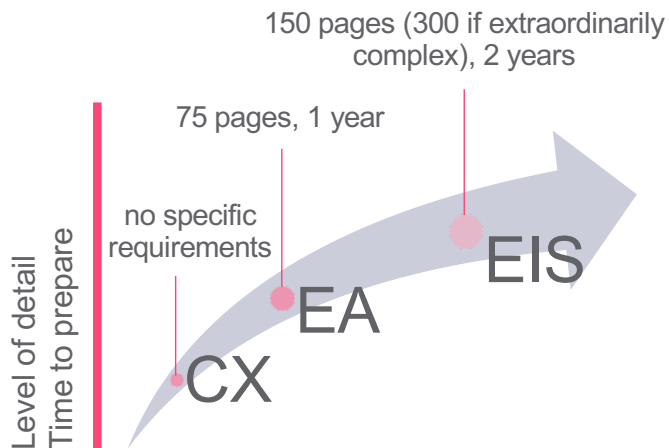 150 pages (300 if extraordinarily
complex), 2 years
75 pages, 1 year
no specific
requirements
EIS
EA
CX
Level of detail
Time to prepare